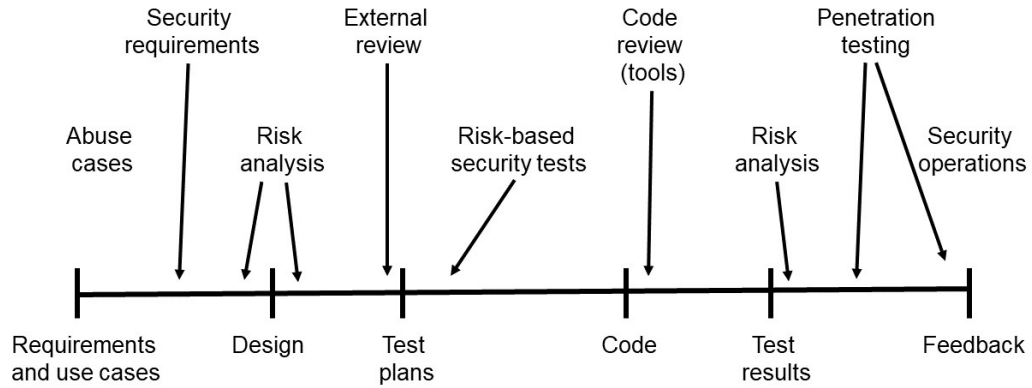 Security
requirements
External
review
Code
review
(tools)
Penetration
testing
Abuse
cases
Risk
analysis
Risk-based
security tests
Risk
analysis
Security
operations
Requirements
and use cases
Design
Test
plans
Code
Test
results
Feedback